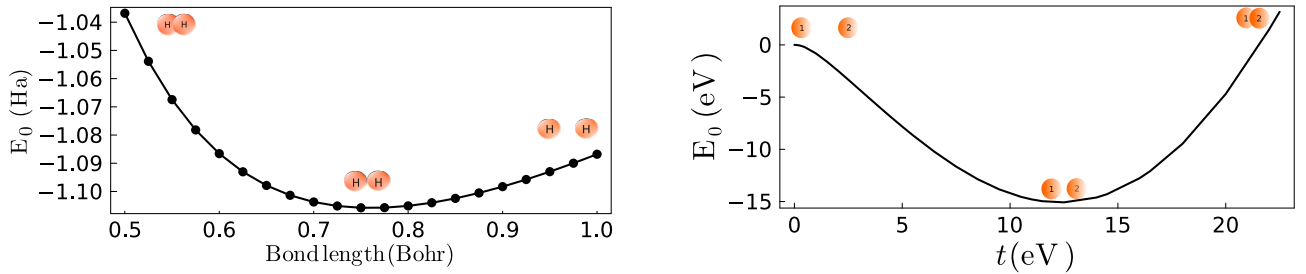 −1.04
−1.05
−1.06
−1.07
−1.08
−1.09
−1.10
E₀ (Ha)
H H
H H
H H
0.5 0.6 0.7 0.8 0.9 1.0
Bond length (Bohr)
0
−5
−10
−15
E₀ (eV)
1 2
1 2
1 2
0 5 10 15 20
t(eV)